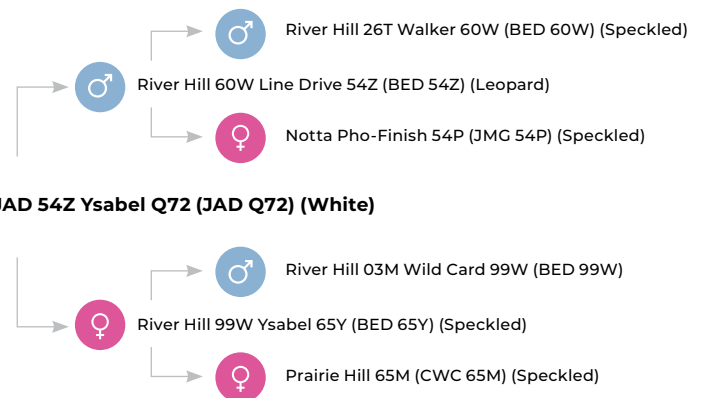 River Hill 26T Walker 60W (BED 60W) (Speckled)
River Hill 60W Line Drive 54Z (BED 54Z) (Leopard)
Notta Pho-Finish 54P (JMG 54P) (Speckled)
JAD 54Z Ysabel Q72 (JAD Q72) (White)
River Hill 03M Wild Card 99W (BED 99W)
River Hill 99W Ysabel 65Y (BED 65Y) (Speckled)
Prairie Hill 65M (CWC 65M) (Speckled)